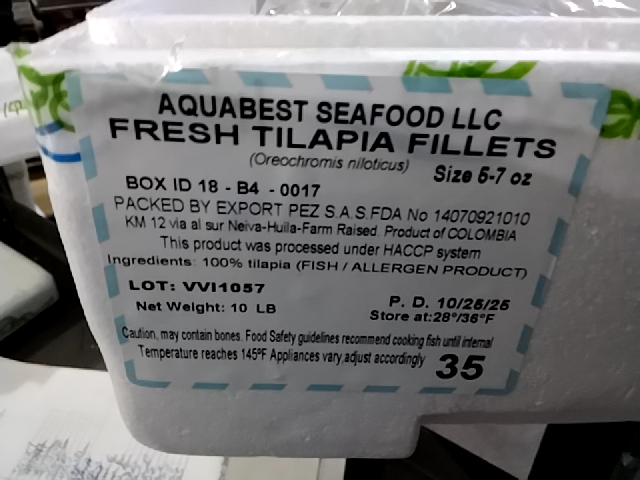 AQUABEST SEAFOOD LLC
FRESH TILAPIA FILLETS
(Oreochromis niloticus)
Size 5-7 oz
BOX ID 18 - B4 - 0017
PACKED BY EXPORT PEZ S.A.S.FDA No 14070921010
KM 12 via al sur Neiva-Huila-Farm Raised. Product of COLOMBIA
This product was processed under HACCP system
Ingredients: 100% tilapia (FISH / ALLERGEN PRODUCT)
LOT: VVI1057
P. D. 10/25/25
Net Weight: 10 LB
Store at:28°/36°F
Caution, may contain bones. Food Safety guidelines recommend cooking fish until internal
Temperature reaches 145ºF Appliances vary,adjust accordingly
35